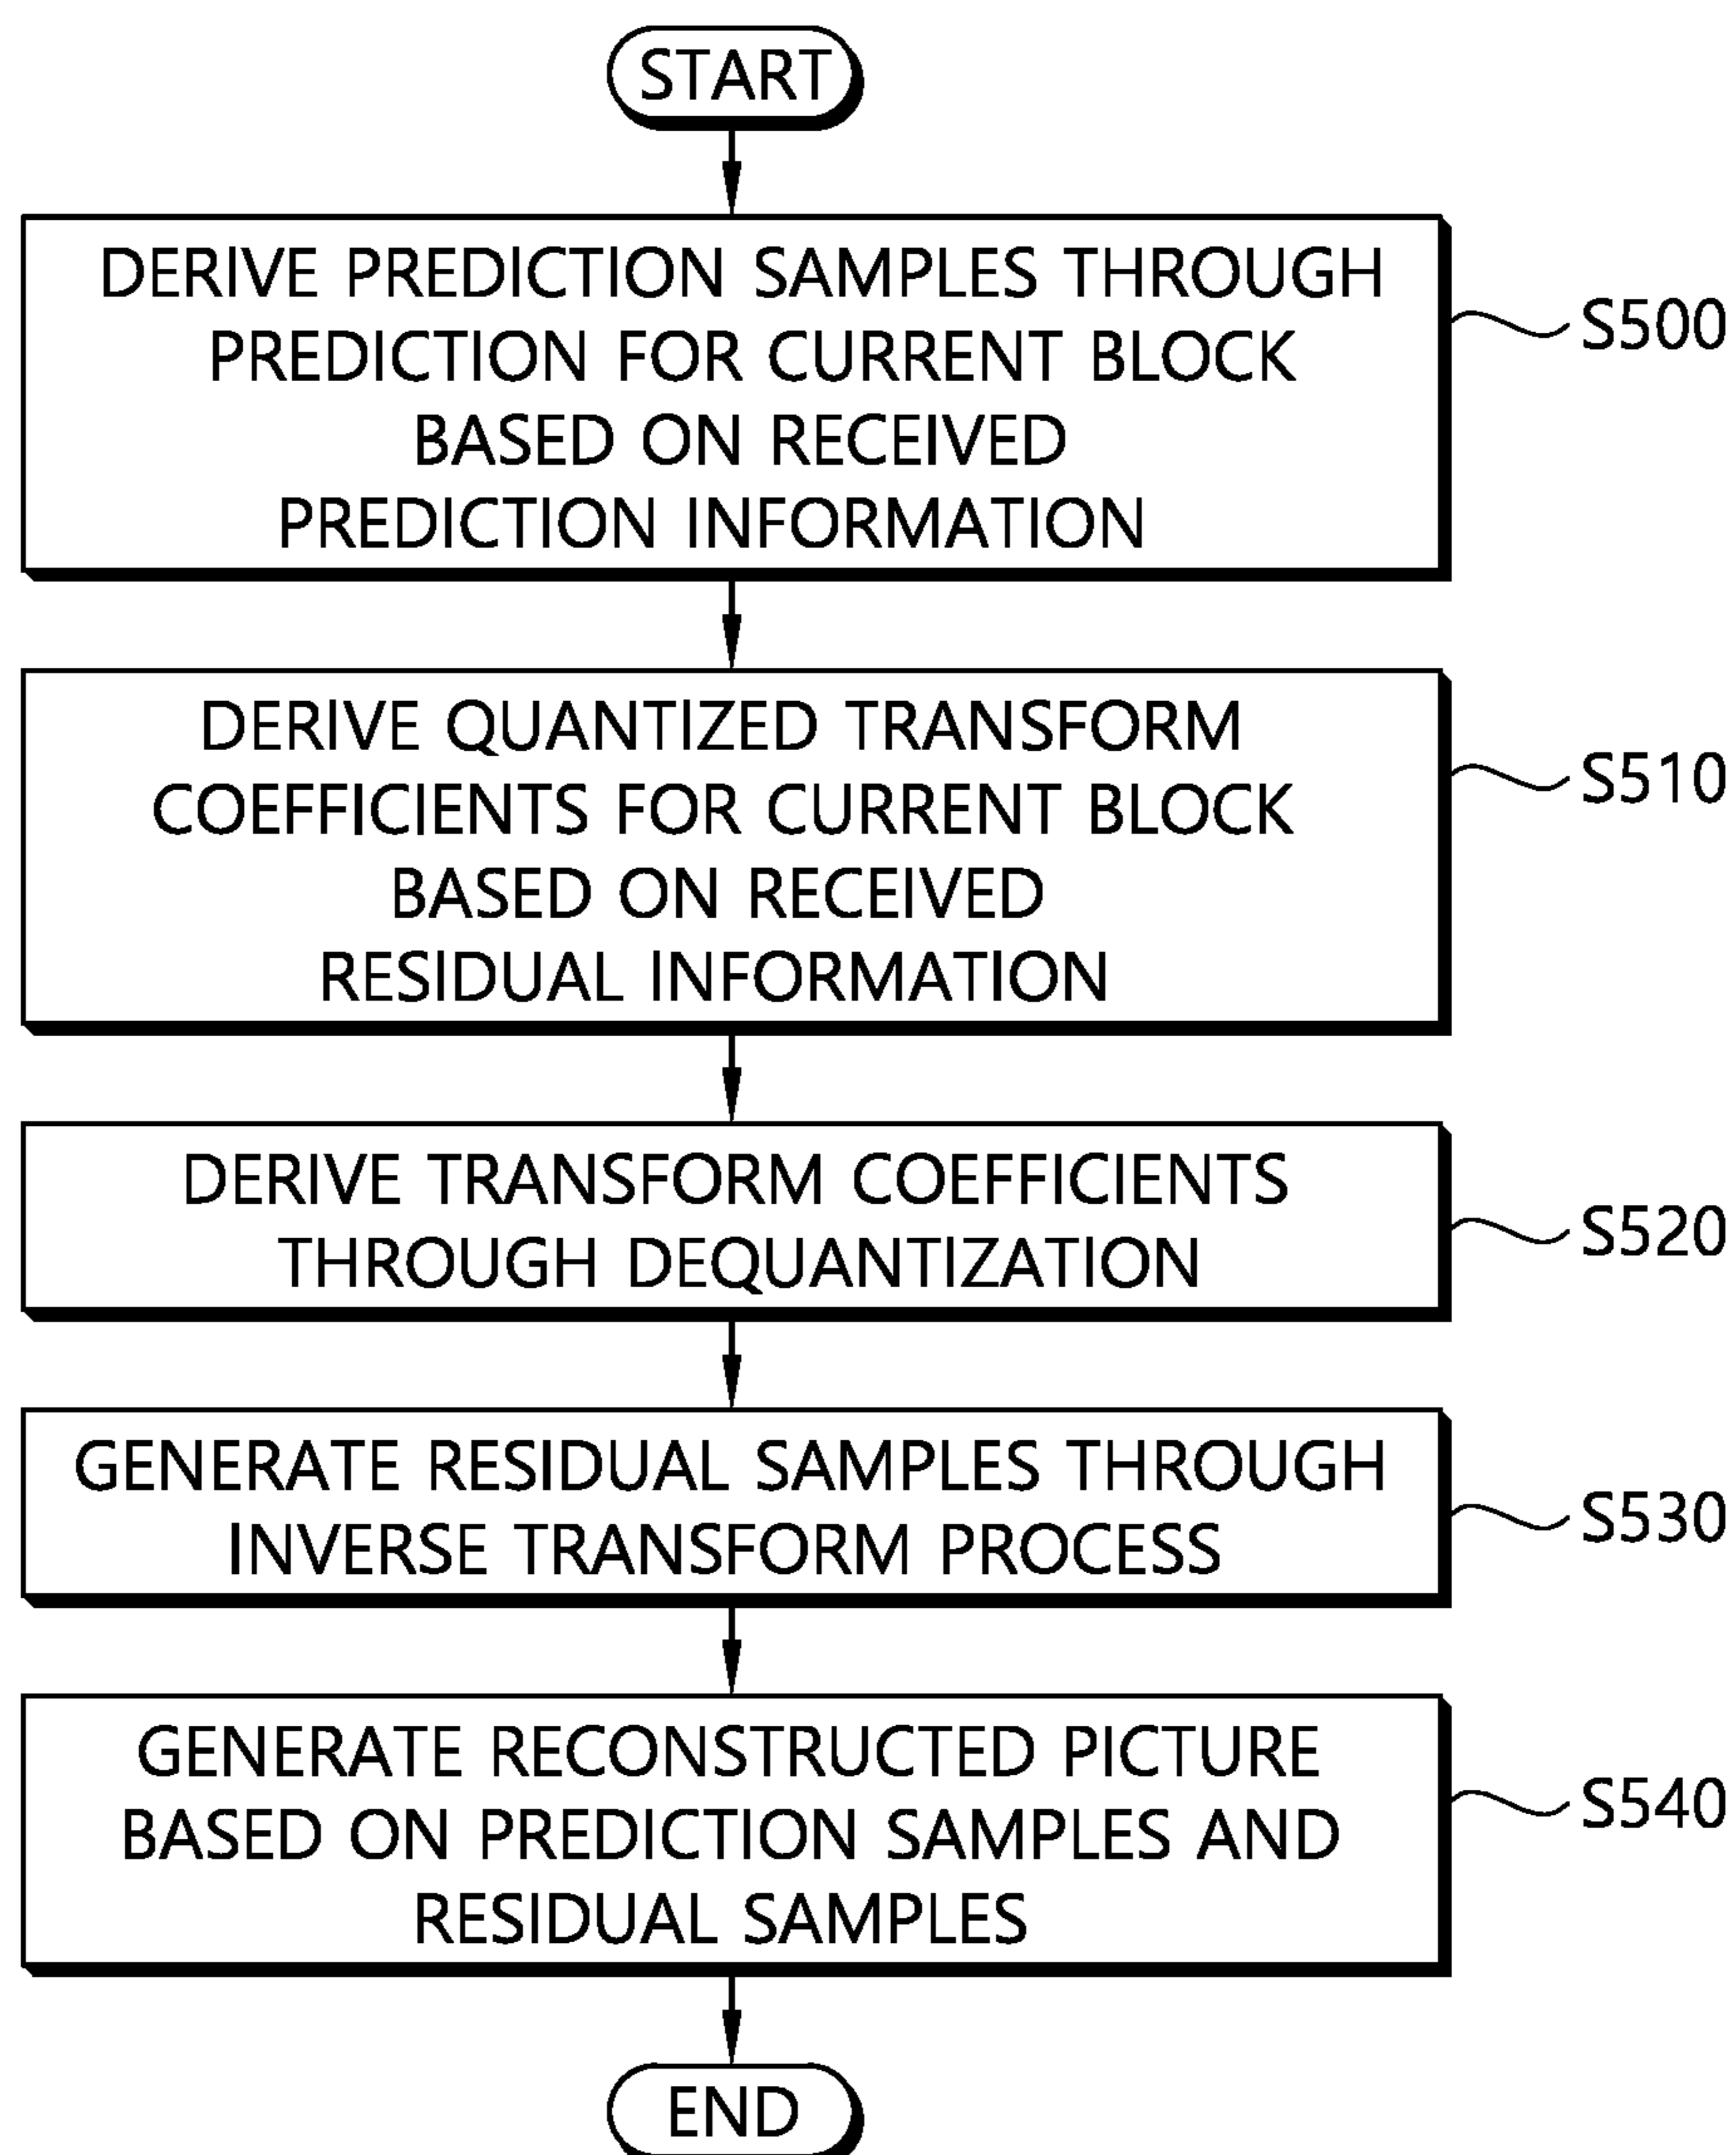 START
DERIVE PREDICTION SAMPLES THROUGH
PREDICTION FOR CURRENT BLOCK
BASED ON RECEIVED
PREDICTION INFORMATION
S500
DERIVE QUANTIZED TRANSFORM
COEFFICIENTS FOR CURRENT BLOCK
BASED ON RECEIVED
RESIDUAL INFORMATION
S510
DERIVE TRANSFORM COEFFICIENTS
THROUGH DEQUANTIZATION
S520
GENERATE RESIDUAL SAMPLES THROUGH
INVERSE TRANSFORM PROCESS
S530
GENERATE RECONSTRUCTED PICTURE
BASED ON PREDICTION SAMPLES AND
RESIDUAL SAMPLES
S540
END